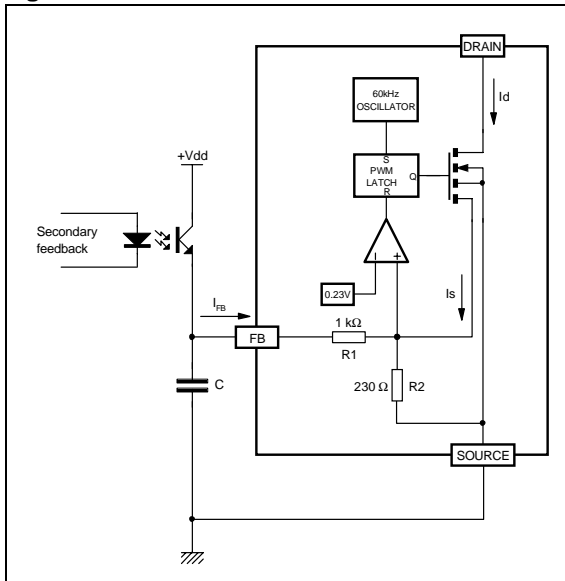 DRAIN
60kHz
OSCILLATOR
Id
S
PWM
LATCH
Q
R
+Vdd
Secondary
feedback
0.23V
Is
I_FB
1 kΩ
FB
R1
C
230 Ω
R2
SOURCE